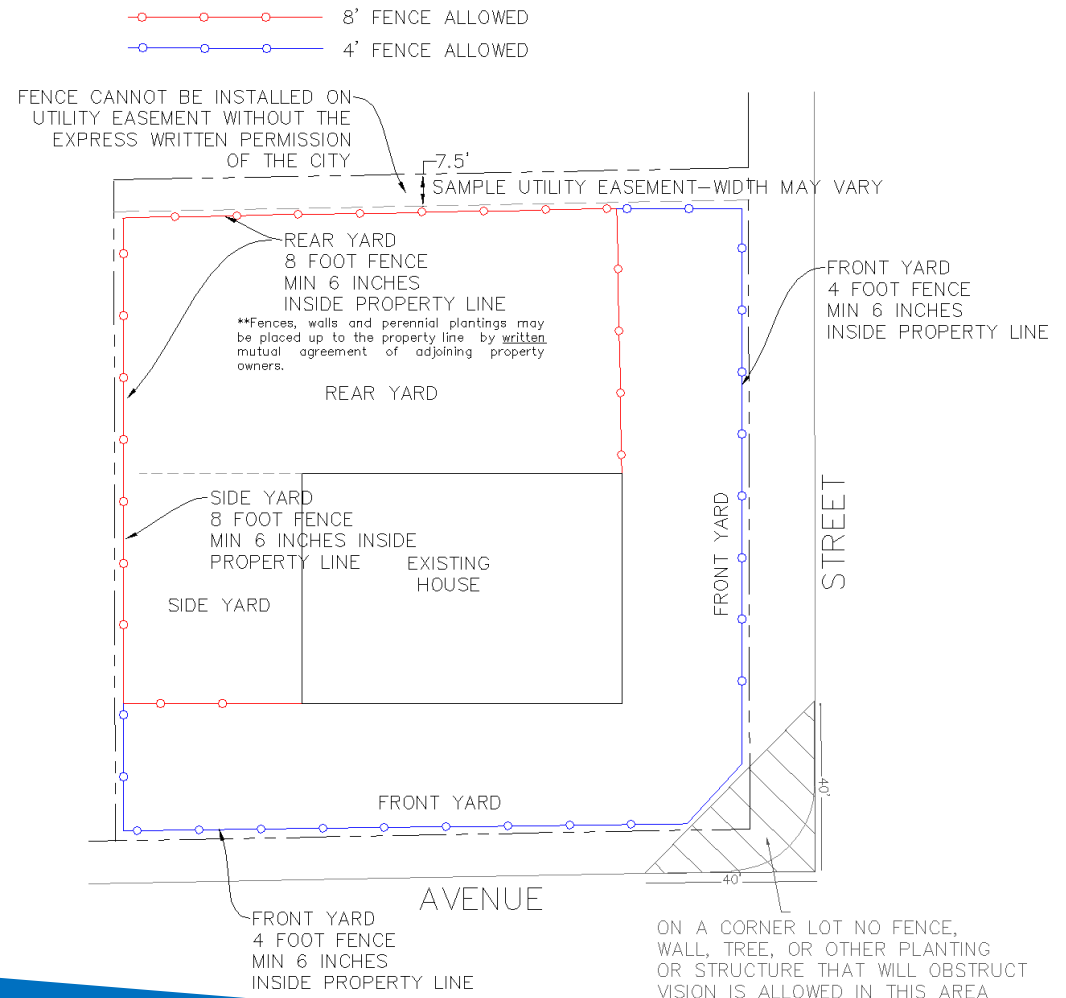 8' FENCE ALLOWED
4' FENCE ALLOWED
FENCE CANNOT BE INSTALLED ON
UTILITY EASEMENT WITHOUT THE
EXPRESS WRITTEN PERMISSION
OF THE CITY
7.5'
SAMPLE UTILITY EASEMENT-WIDTH MAY VARY
REAR YARD
8 FOOT FENCE
MIN 6 INCHES
INSIDE PROPERTY LINE
**Fences, walls and perennial plantings may
be placed up to the property line by written
mutual agreement of adjoining property
owners.
REAR YARD
FRONT YARD
4 FOOT FENCE
MIN 6 INCHES
INSIDE PROPERTY LINE
SIDE YARD
8 FOOT FENCE
MIN 6 INCHES INSIDE
PROPERTY LINE
EXISTING
HOUSE
SIDE YARD
FRONT YARD
STREET
FRONT YARD
40'
40'
AVENUE
FRONT YARD
4 FOOT FENCE
MIN 6 INCHES
INSIDE PROPERTY LINE
ON A CORNER LOT NO FENCE,
WALL, TREE, OR OTHER PLANTING
OR STRUCTURE THAT WILL OBSTRUCT
VISION IS ALLOWED IN THIS AREA